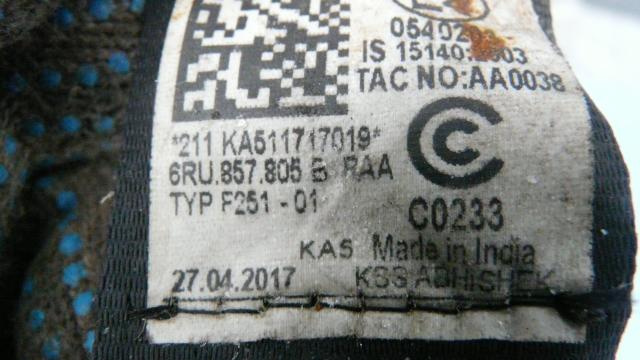 IS 15140:2003
TAC NO:AA0038
*211 KA511717019*
6RU.857.805 B RAA
TYP F251 - 01
C0233
KAS Made in India
27.04.2017 KSS ABHISHEK